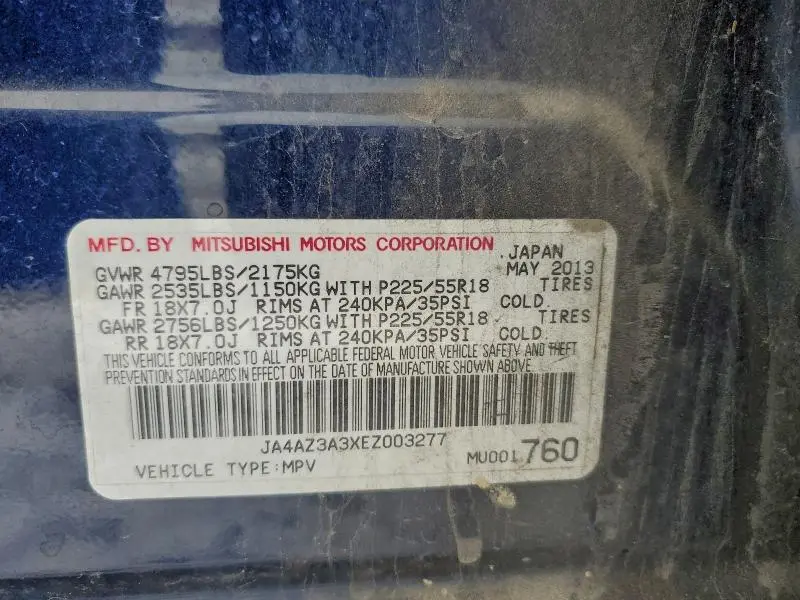 MFD. BY MITSUBISHI MOTORS CORPORATION . JAPAN
GVWR 4795LBS/2175KG MAY 2013
GAWR 2535LBS/1150KG WITH P225/55R18 TIRES
FR 18X7.0J RIMS AT 240KPA/35PSI COLD.
GAWR 2756LBS/1250KG WITH P225/55R18 TIRES
RR 18X7.0J RIMS AT 240KPA/35PSI COLD.
THIS VEHICLE CONFORMS TO ALL APPLICABLE FEDERAL MOTOR VEHICLE SAFETY AND THEFT
PREVENTION STANDARDS IN EFFECT ON THE DATE OF MANUFACTURE SHOWN ABOVE.
JA4AZ3A3XEZ003277
VEHICLE TYPE:MPV MU001760